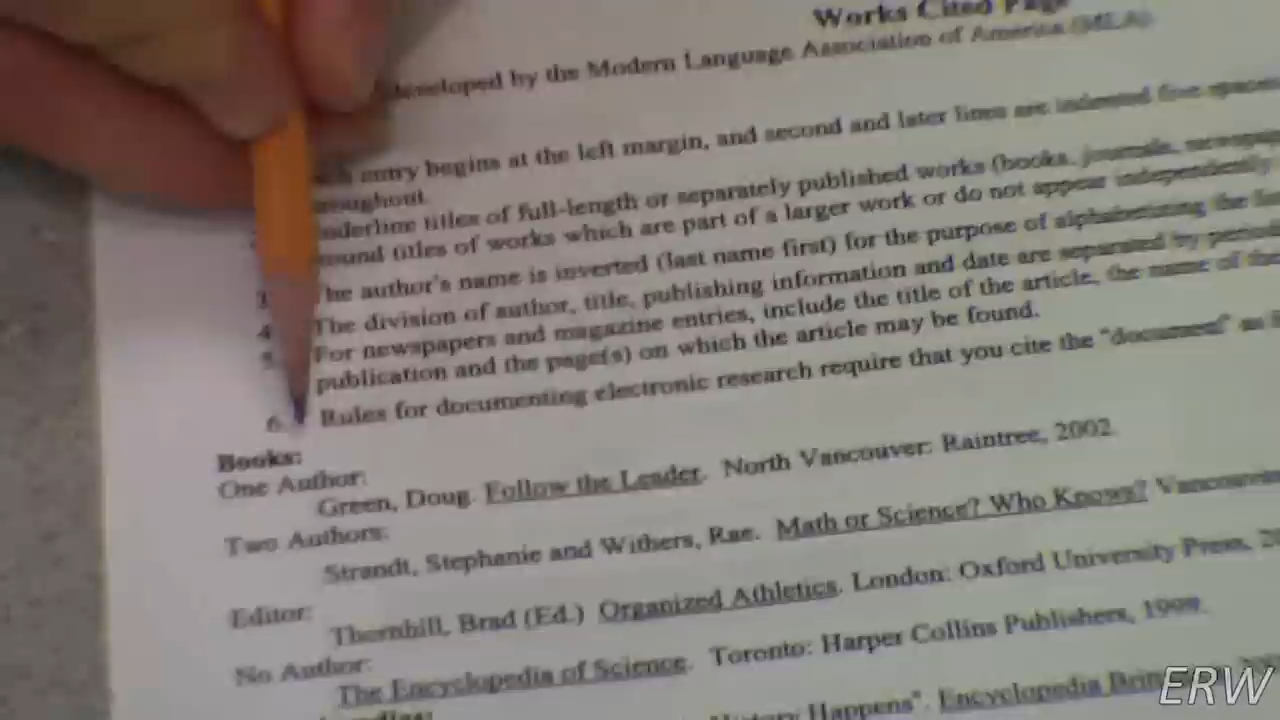 Works Cited Page
developed by the Modern Language Association of America (MLA)
entry begins at the left margin, and second and later lines are indented five spaces
throughout.
underline titles of full-length or separately published works (books, journals,
around titles of works which are part of a larger work or do not appear independently
3 The author's name is inverted (last name first) for the purpose of alphabetizing the
4 The division of author, title, publishing information and date are separated by
5. For newspapers and magazine entries, include the title of the article, the name of the
publication and the page(s) on which the article may be found.
6. Rules for documenting electronic research require that you cite the "document" as
Books:
One Author:
Green, Doug. Follow the Leader. North Vancouver: Raintree, 2002
Two Authors:
Strandt, Stephanie and Withers, Rae. Math or Science? Who Knows? Vancouver
Editor:
Thornhill, Brad (Ed.) Organized Athletics. London: Oxford University Press,
No Author:
The Encyclopedia of Science. Toronto: Harper Collins Publishers, 1999.
History Happens". Encyclopedia
ERW